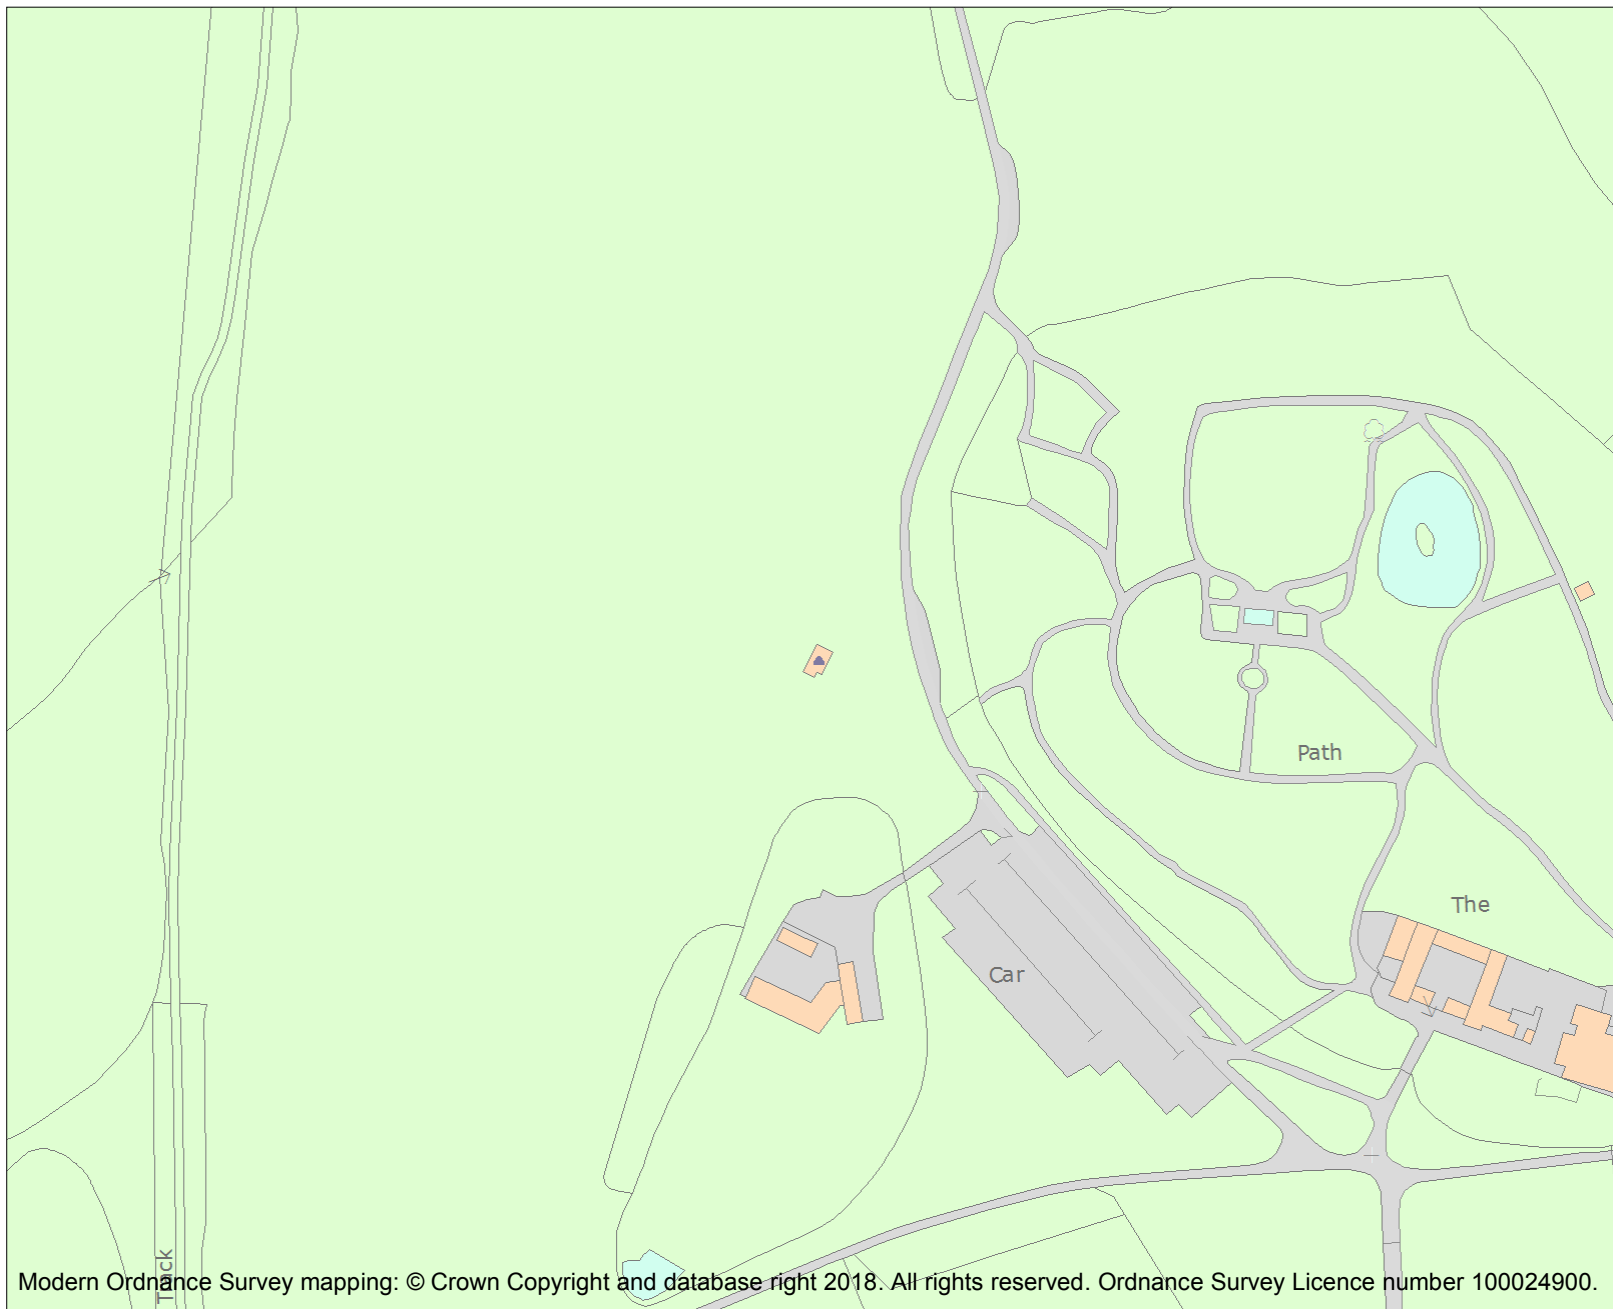 Path
The
Car
Track
Modern Ordnance Survey mapping: © Crown Copyright and database right 2018. All rights reserved. Ordnance Survey Licence number 100024900.